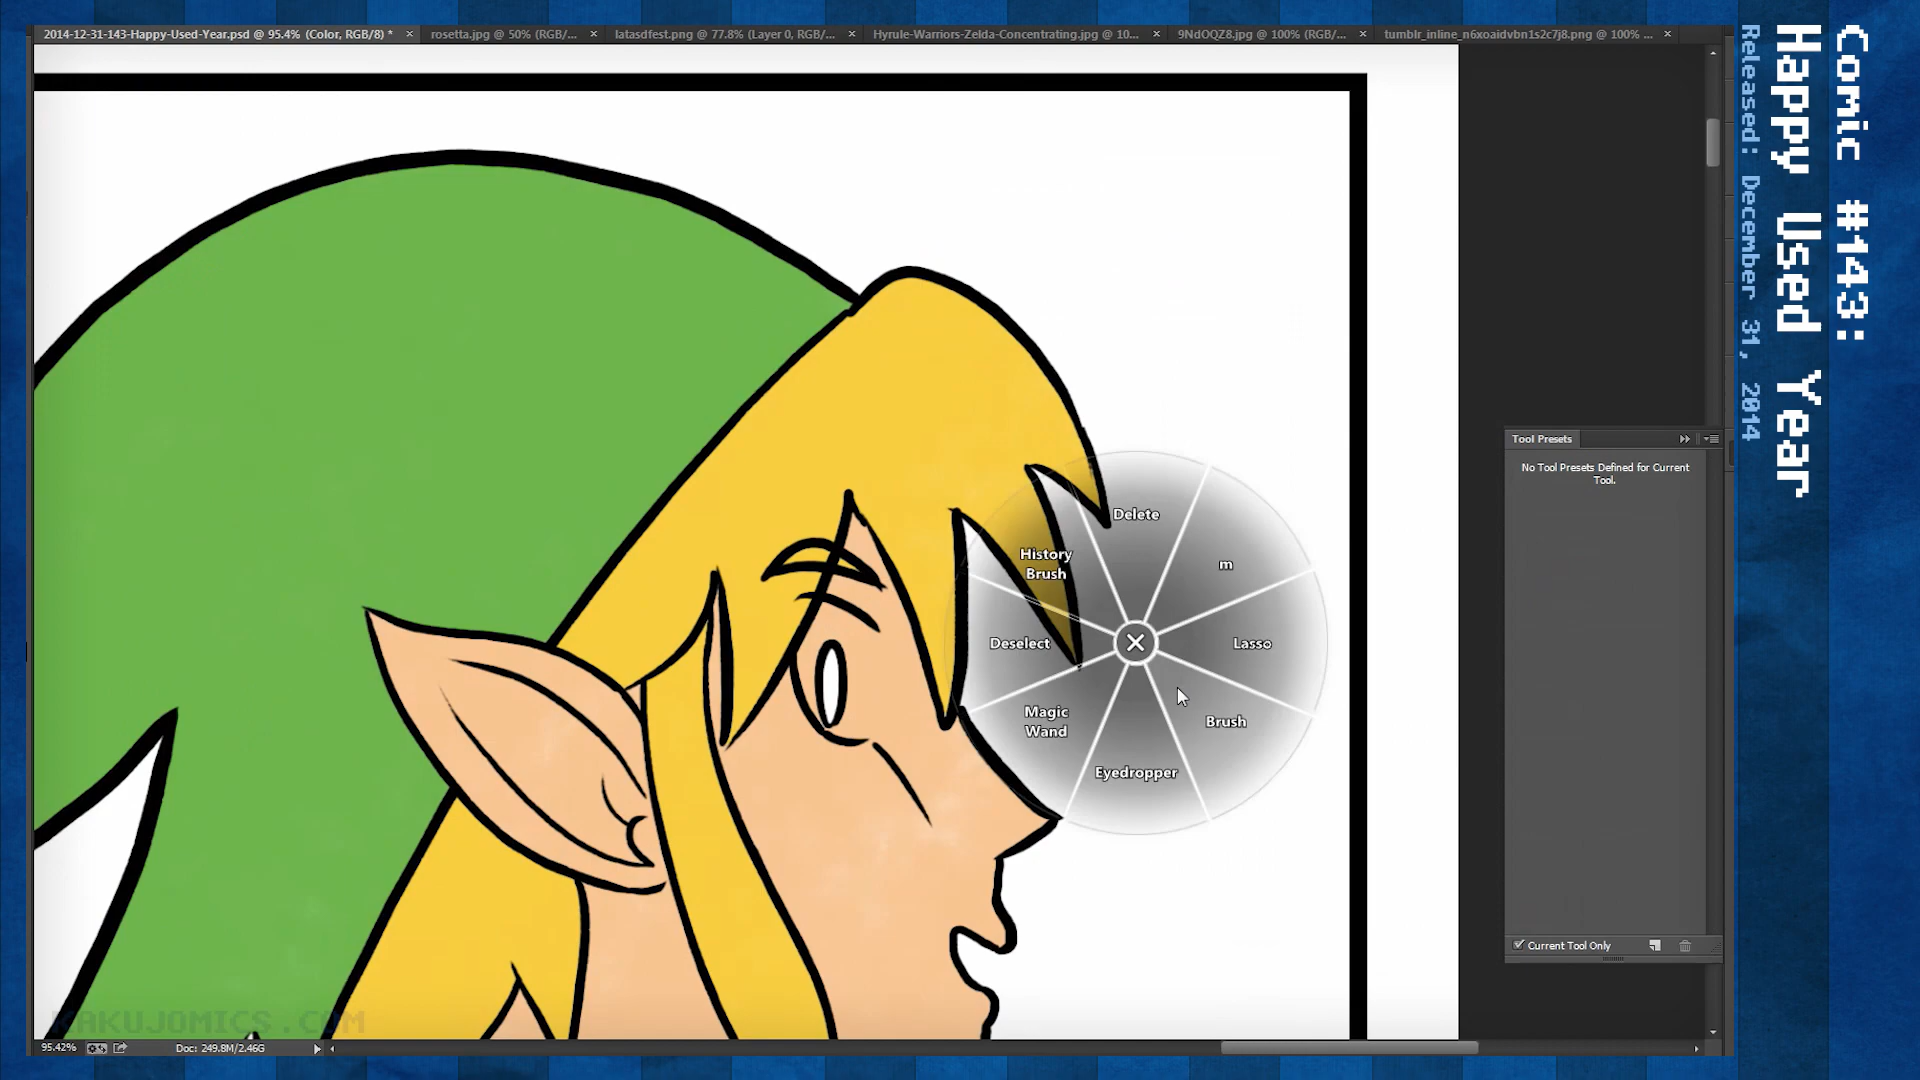 2014-12-31-143-Happy-Used-Year.psd @ 95.4% (Color, RGB/8) *
rosetta.jpg @ 50% (RGB/...
latasdfest.png @ 77.8% (Layer 0, RGB/...
Hyrule-Warriors-Zelda-Concentrating.jpg @ 10...
9NdOQZ8.jpg @ 100% (RGB/...
tumblr_inline_n6xoaidvbn1s2c7j8.png @ 100% ...
Comic #143:
Happy Used Year
Released: December 31, 2014
Tool Presets
No Tool Presets Defined for Current
Tool.
Delete
m
History
Brush
Deselect
Lasso
Magic
Wand
Brush
Eyedropper
Current Tool Only
KAKUJOMICS.COM
95.42%
Doc: 249.8M/2.46G